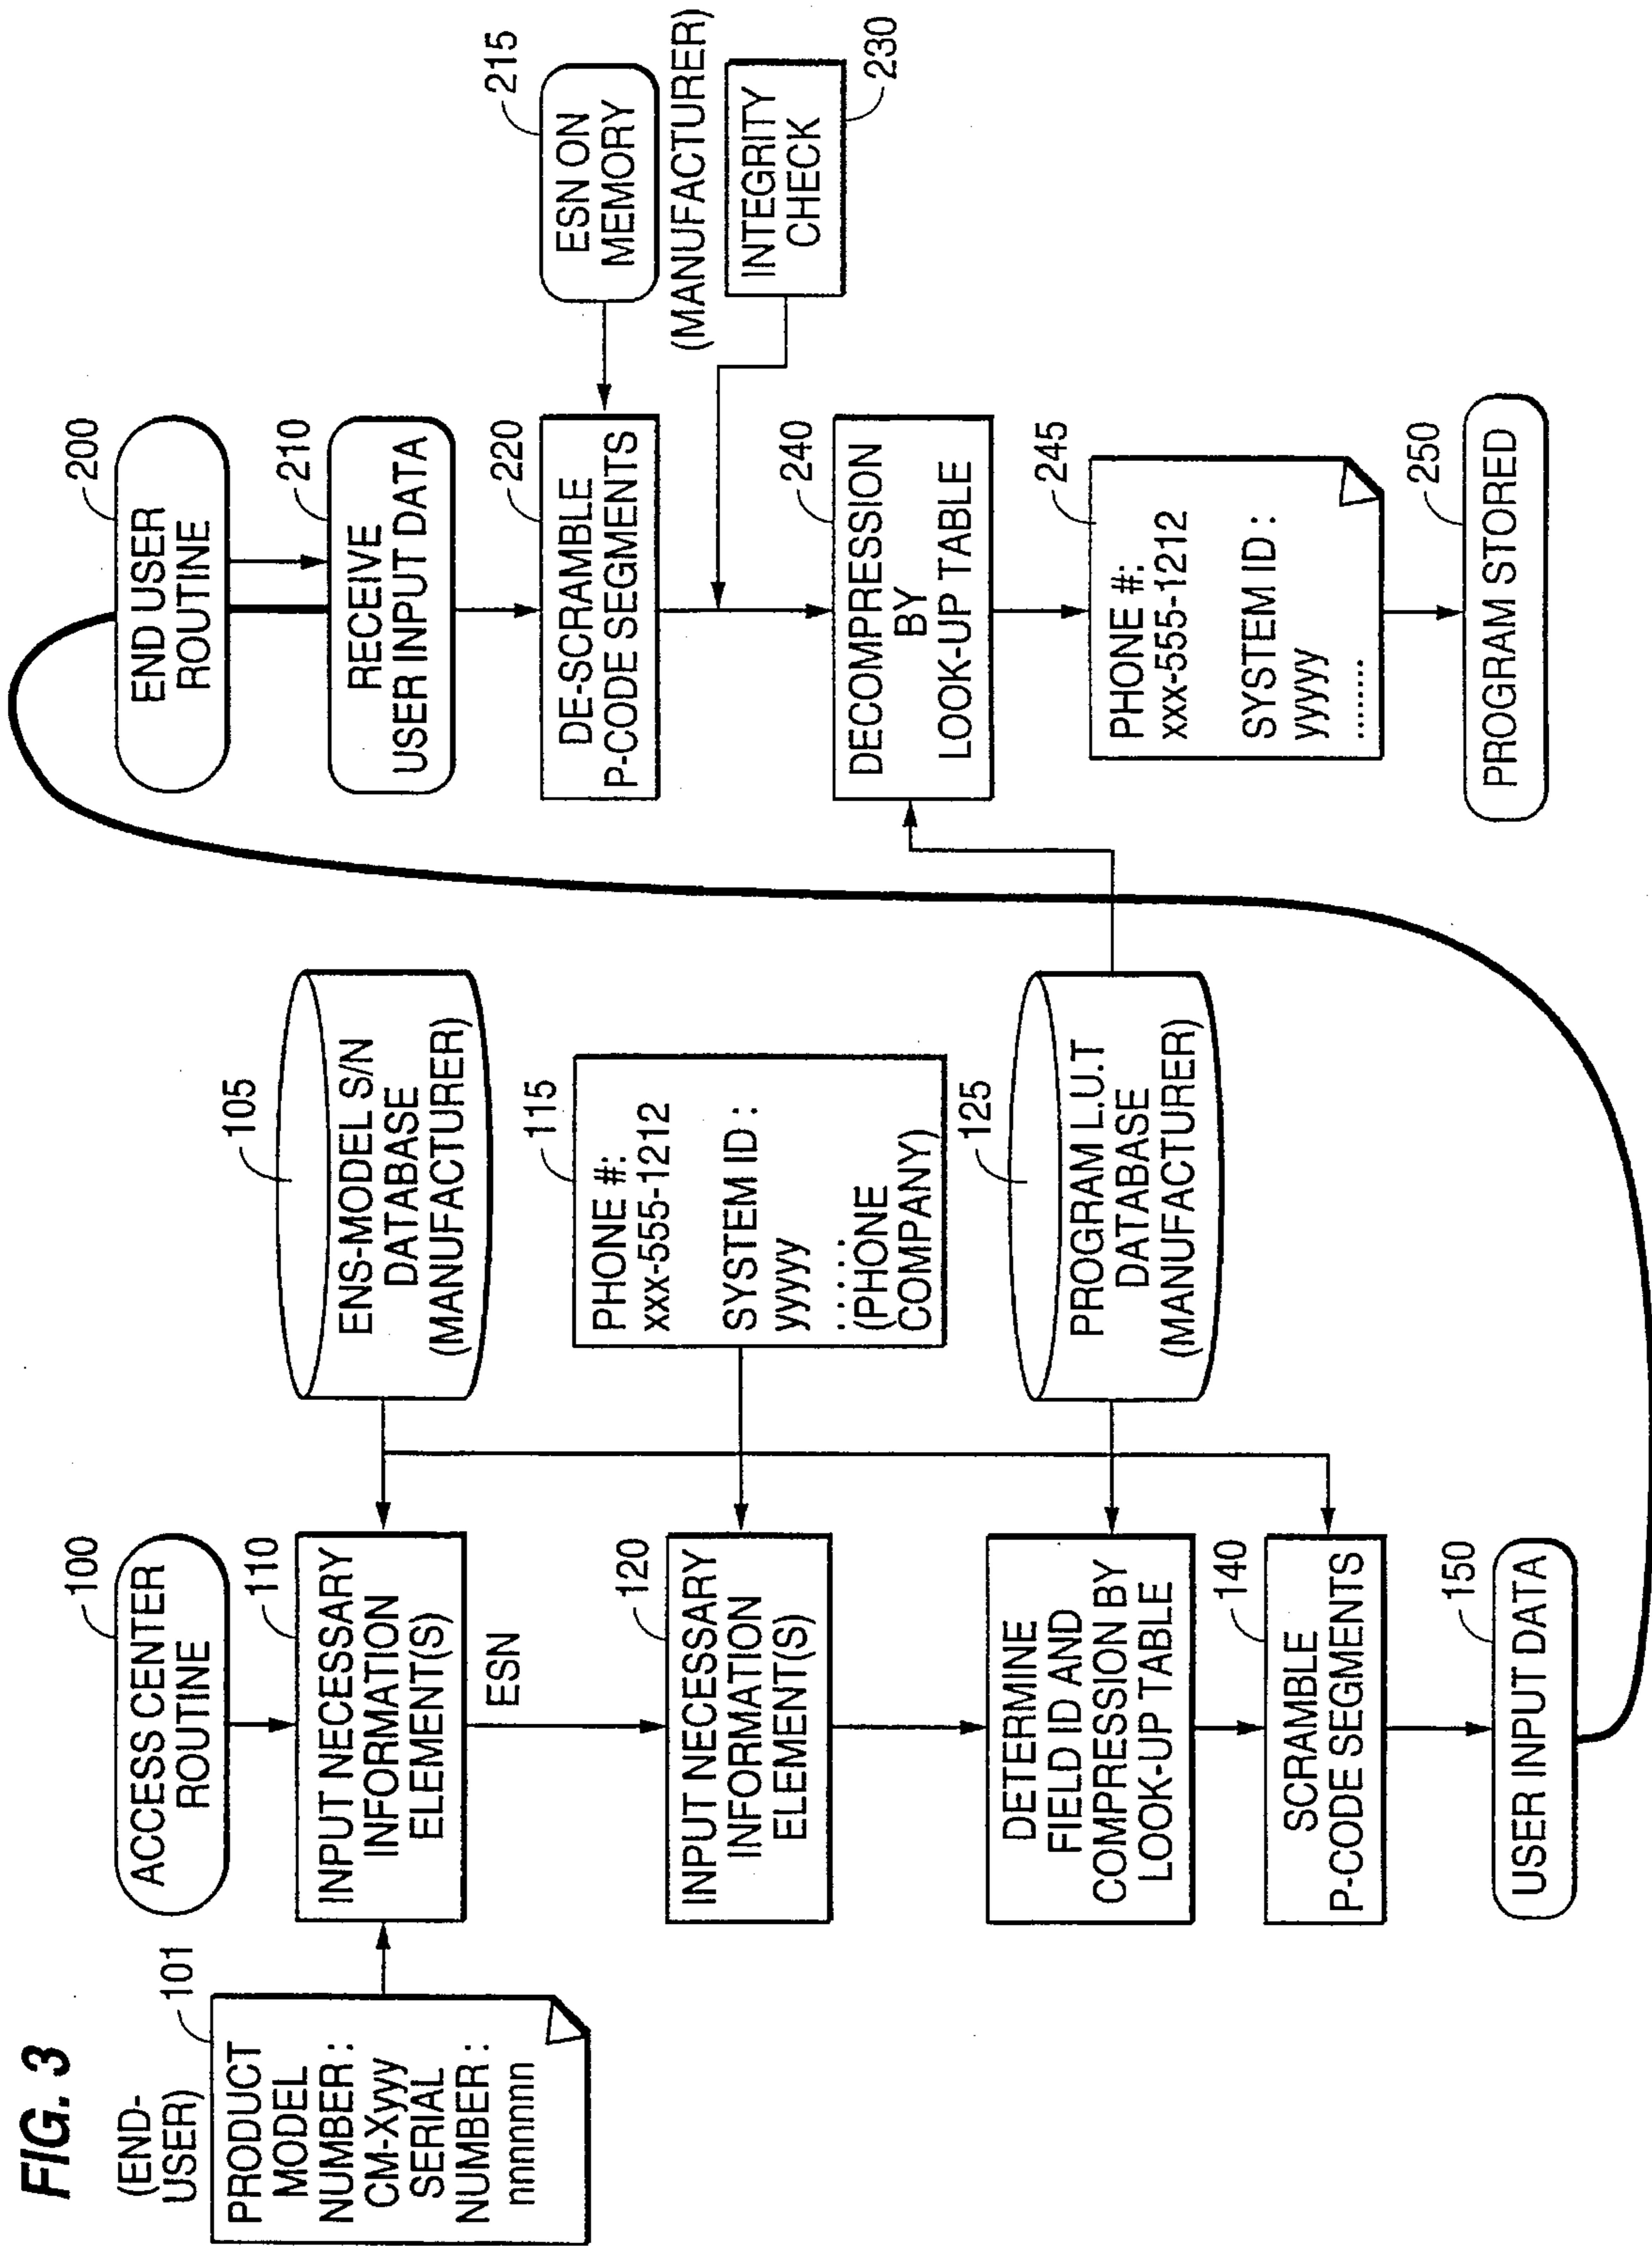 FIG. 3
(END-
USER)
101
PRODUCT
MODEL
NUMBER :
CM-Xyyy
SERIAL
NUMBER :
nnnnnnn
100
ACCESS CENTER
ROUTINE
110
INPUT NECESSARY
INFORMATION
ELEMENT(S)
ESN
120
INPUT NECESSARY
INFORMATION
ELEMENT(S)
DETERMINE
FIELD ID AND
COMPRESSION BY
LOOK-UP TABLE
140
SCRAMBLE
P-CODE SEGMENTS
150
USER INPUT DATA
105
ENS-MODEL S/N
DATABASE
(MANUFACTURER)
115
PHONE #:
xxx-555-1212
SYSTEM ID :
yyyyy
......
(PHONE
COMPANY)
125
PROGRAM L.U.T
DATABASE
(MANUFACTURER)
200
END USER
ROUTINE
210
RECEIVE
USER INPUT DATA
220
DE-SCRAMBLE
P-CODE SEGMENTS
240
DECOMPRESSION
BY
LOOK-UP TABLE
245
PHONE #:
xxx-555-1212
SYSTEM ID :
yyyyy
.......
250
PROGRAM STORED
215
ESN ON
MEMORY
(MANUFACTURER)
INTEGRITY
CHECK
230